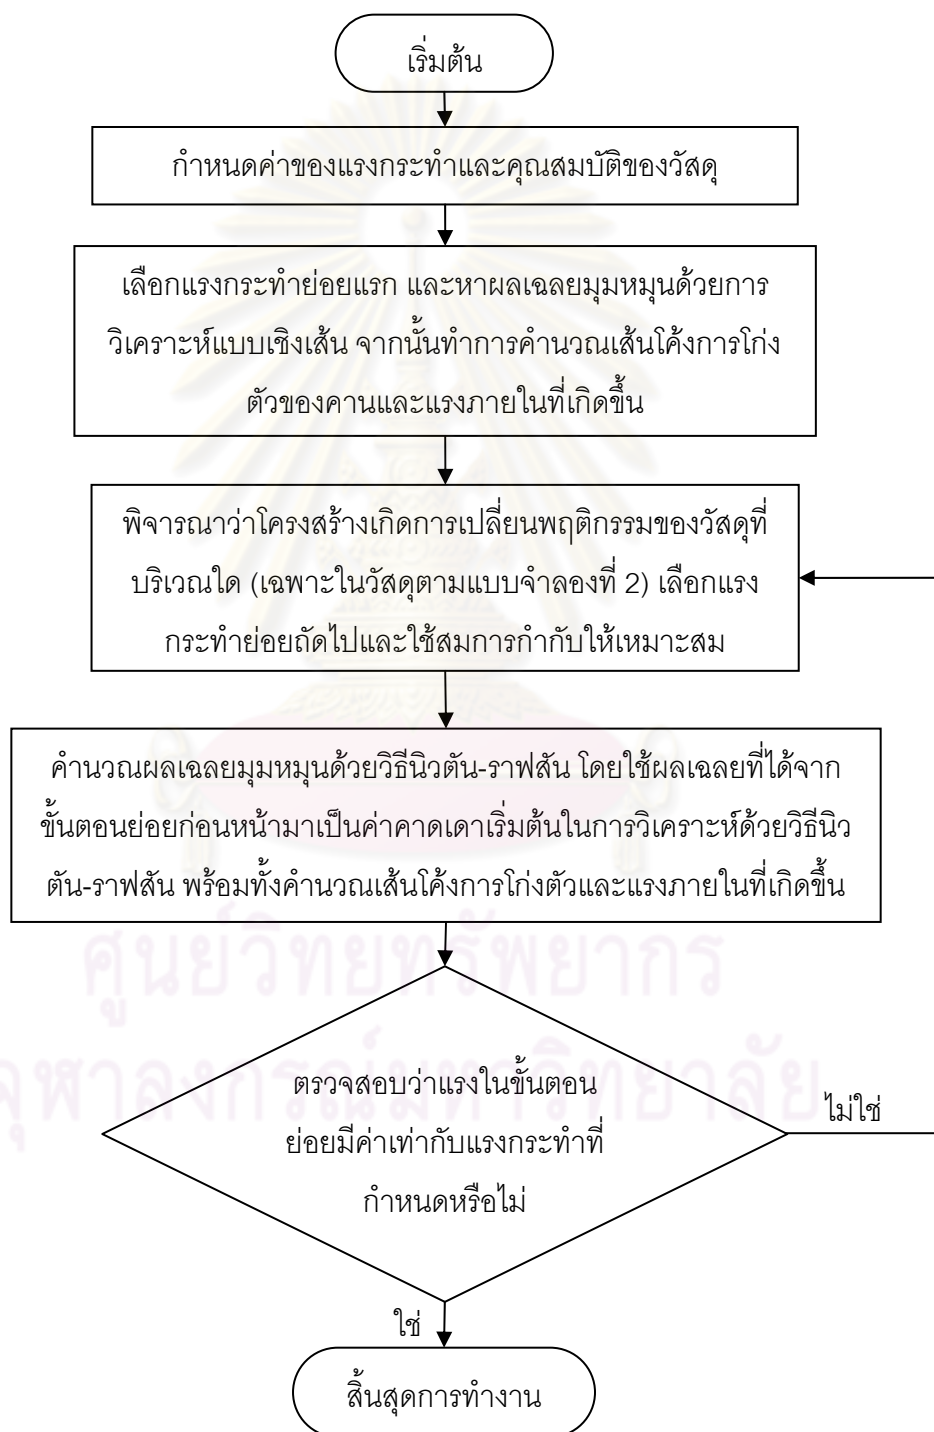 เริ่มต้น
กำหนดค่าของแรงกระทำและคุณสมบัติของวัสดุ
เลือกแรงกระทำย่อยแรก และหาผลเฉลยมุมหมุนด้วยการ
วิเคราะห์แบบเชิงเส้น จากนั้นทำการคำนวณเส้นโค้งการโก่ง
ตัวของคานและแรงภายในที่เกิดขึ้น
พิจารณาว่าโครงสร้างเกิดการเปลี่ยนพฤติกรรมของวัสดุที่
บริเวณใด (เฉพาะในวัสดุตามแบบจำลองที่ 2) เลือกแรง
กระทำย่อยถัดไปและใช้สมการกำกับให้เหมาะสม
คำนวณผลเฉลยมุมหมุนด้วยวิธีนิวตัน-ราฟสัน โดยใช้ผลเฉลยที่ได้จาก
ขั้นตอนย่อยก่อนหน้ามาเป็นค่าคาดเดาเริ่มต้นในการวิเคราะห์ด้วยวิธีนิว
ตัน-ราฟสัน พร้อมทั้งคำนวณเส้นโค้งการโก่งตัวและแรงภายในที่เกิดขึ้น
ศูนย์วิทยทรัพยากร
จุฬาลงกรณ์มหาวิทยาลัย
ตรวจสอบว่าแรงในขั้นตอน
ย่อยมีค่าเท่ากับแรงกระทำที่
กำหนดหรือไม่
ไม่ใช่
ใช่
สิ้นสุดการทำงาน